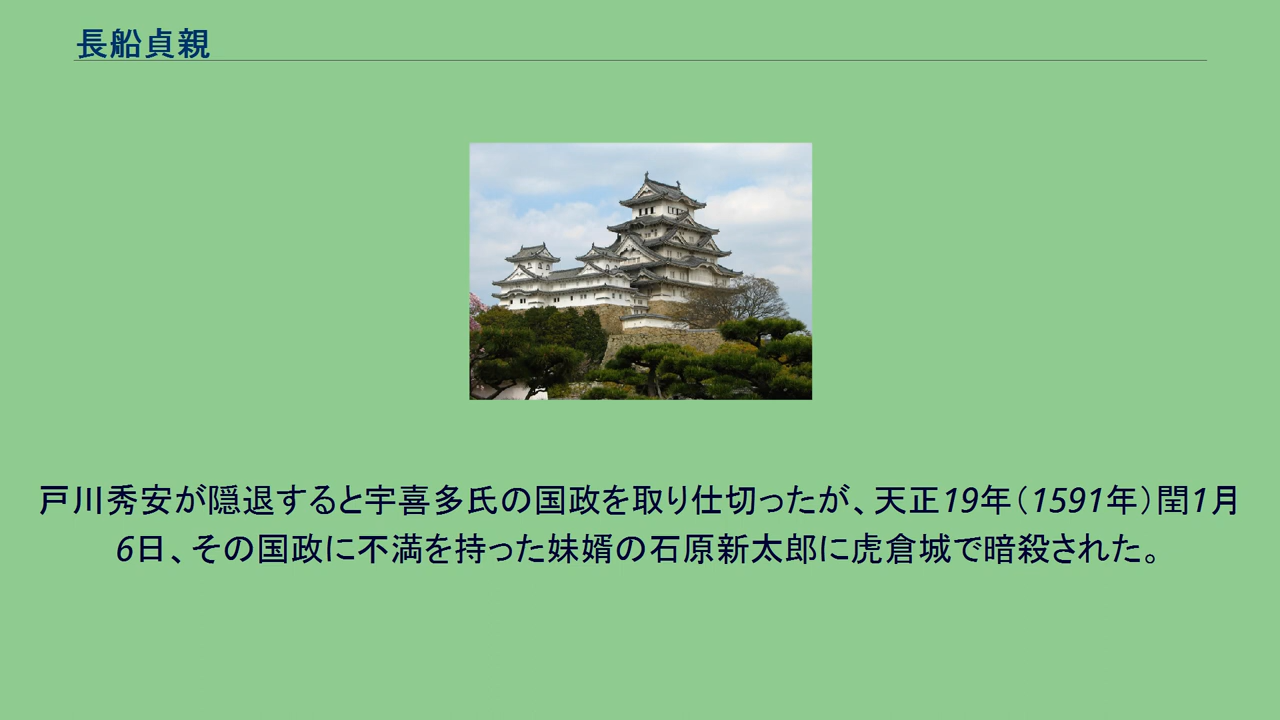 長船貞親
戸川秀安が隠退すると宇喜多氏の国政を取り仕切ったが、天正19年（1591年）閏1月
6日、その国政に不満を持った妹婿の石原新太郎に虎倉城で暗殺された。